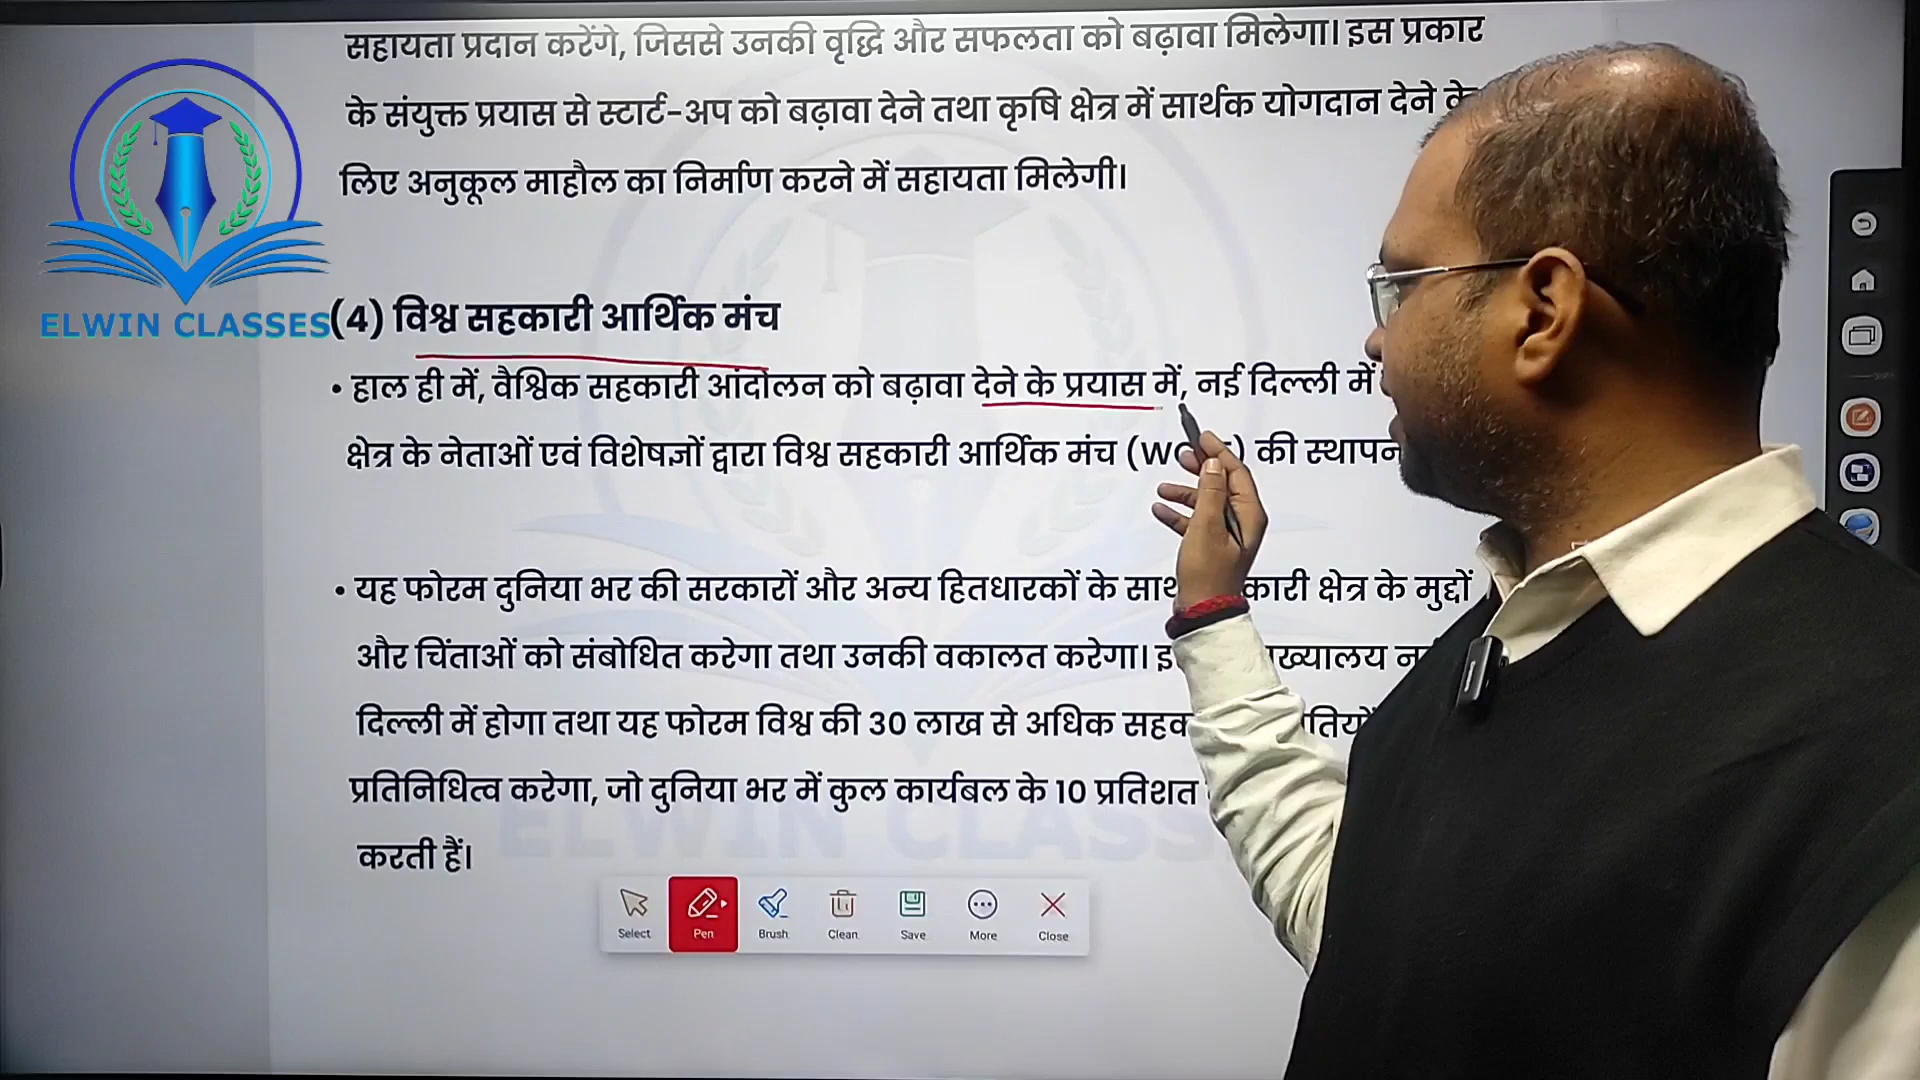 सहायता प्रदान करेंगे, जिससे उनकी वृद्धि और सफलता को बढ़ावा मिलेगा। इस प्रकार
के संयुक्त प्रयास से स्टार्ट-अप को बढ़ावा देने तथा कृषि क्षेत्र में सार्थक योगदान देने के
लिए अनुकूल माहौल का निर्माण करने में सहायता मिलेगी।
ELWIN CLASSES
(4) विश्व सहकारी आर्थिक मंच
• हाल ही में, वैश्विक सहकारी आंदोलन को बढ़ावा देने के प्रयास में, नई दिल्ली में
क्षेत्र के नेताओं एवं विशेषज्ञों द्वारा विश्व सहकारी आर्थिक मंच की
• यह फोरम दुनिया भर की सरकारों और अन्य हितधारकों के क्षेत्र के मुद्दों
और चिंताओं को संबोधित करेगा तथा उनकी वकालत करेगा।
दिल्ली में होगा तथा यह फोरम विश्व की 30 लाख से अधिक
प्रतिनिधित्व करेगा, जो दुनिया भर में कुल कार्यबल के 10 प्रतिशत
करती हैं।
ELWIN CLASSES
Select Pen Brush Clean Save More Close